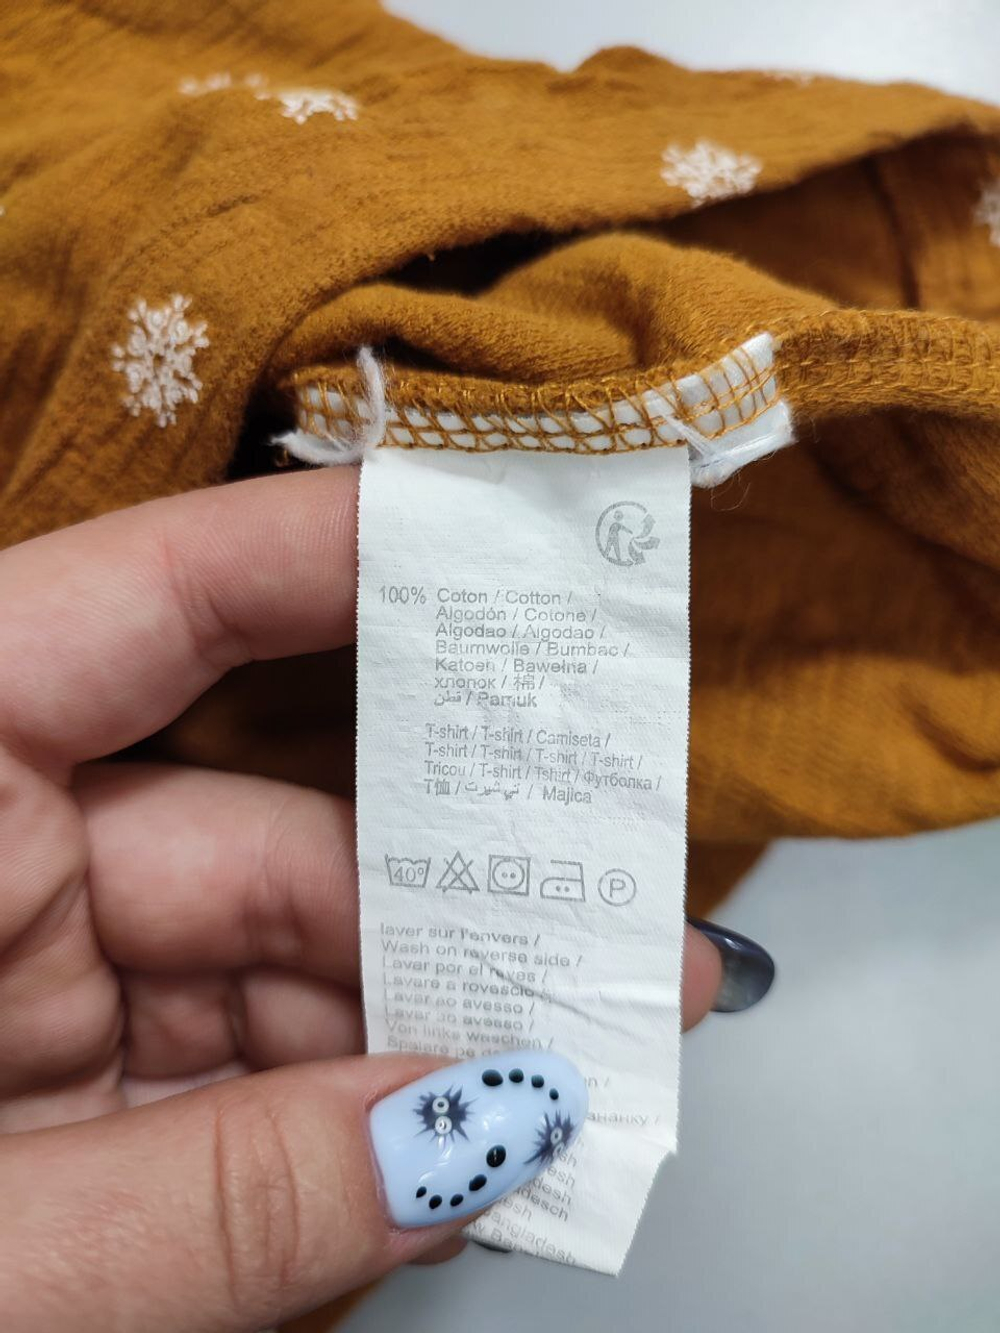 100% Coton / Cotton /
Algodón / Cotone /
Algodao / Algodao /
Baumwolle / Bumbac /
Katoen / Bawełna /
хлопок / 棉 /
قطن / Pamuk
T-shirt / T-shirt / Camiseta /
T-shirt / T-shirt / T-shirt / T-shirt /
Tricou / T-shirt / Tshirt / Футболка /
T恤 / تي شيرت / Majica
40° P
laver sur l'envers /
Wash on reverse side /
Lavar por el reves /
Lavare a rovescio /
Lavar ao avesso /
Lavar ao avesso /
Von links waschen /
Spalare pe